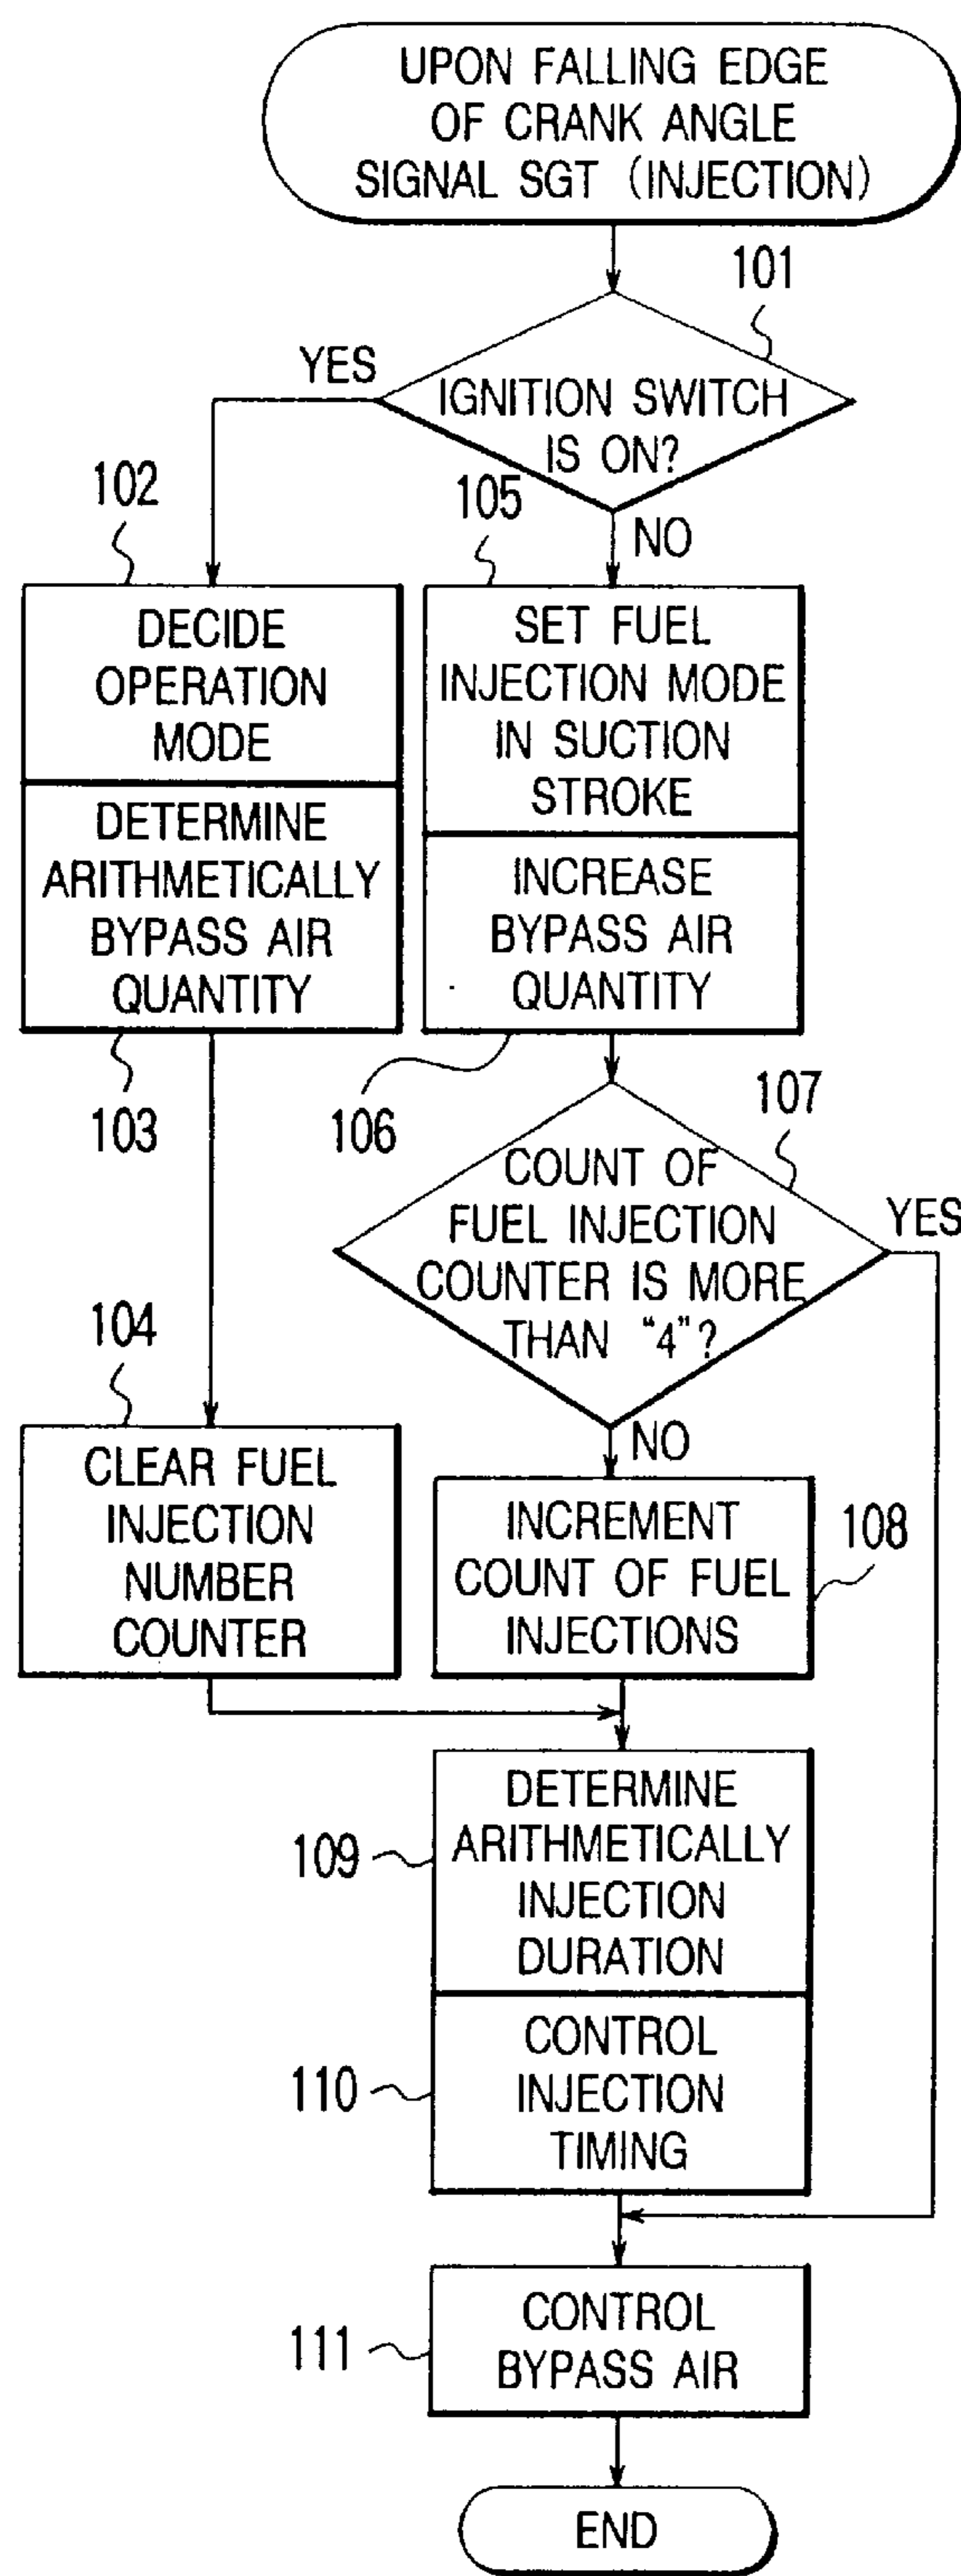 UPON FALLING EDGE
OF CRANK ANGLE
SIGNAL SGT (INJECTION)
101
YES
IGNITION SWITCH
IS ON?
NO
102
DECIDE
OPERATION
MODE
DETERMINE
ARITHMETICALLY
BYPASS AIR
QUANTITY
103
105
SET FUEL
INJECTION MODE
IN SUCTION
STROKE
INCREASE
BYPASS AIR
QUANTITY
106
107
COUNT OF
FUEL INJECTION
COUNTER IS MORE
THAN "4"?
YES
NO
104
CLEAR FUEL
INJECTION
NUMBER
COUNTER
INCREMENT
COUNT OF FUEL
INJECTIONS
108
109
DETERMINE
ARITHMETICALLY
INJECTION
DURATION
110
CONTROL
INJECTION
TIMING
111
CONTROL
BYPASS AIR
END